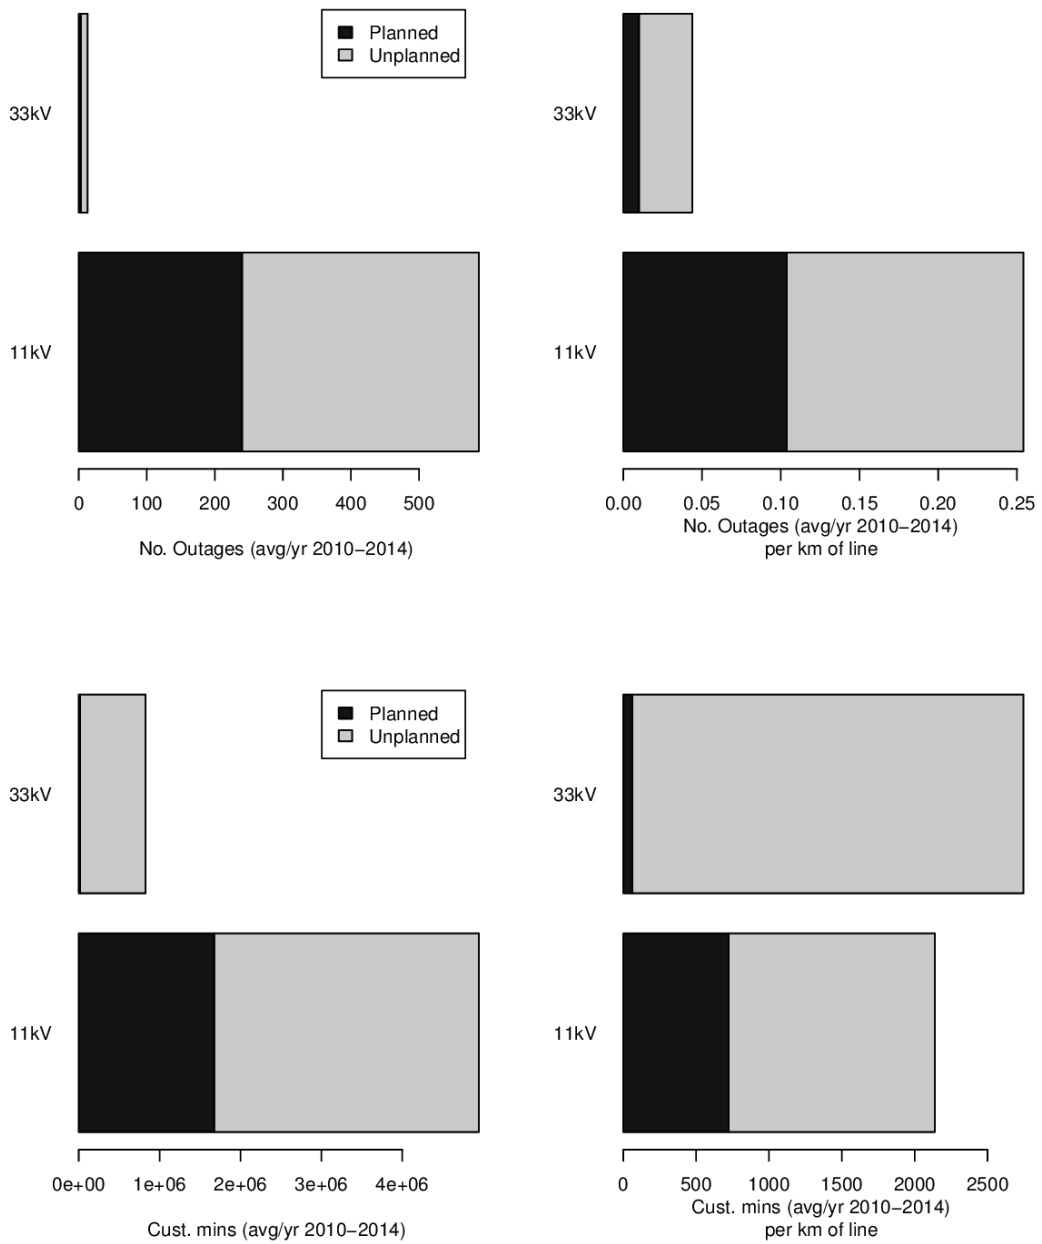 Planned
Unplanned
33kV
11kV
0 100 200 300 400 500
No. Outages (avg/yr 2010−2014)
33kV
11kV
0.00 0.05 0.10 0.15 0.20 0.25
No. Outages (avg/yr 2010−2014)
per km of line
Planned
Unplanned
33kV
11kV
0e+00 1e+06 2e+06 3e+06 4e+06
Cust. mins (avg/yr 2010−2014)
33kV
11kV
0 500 1000 1500 2000 2500
Cust. mins (avg/yr 2010−2014)
per km of line